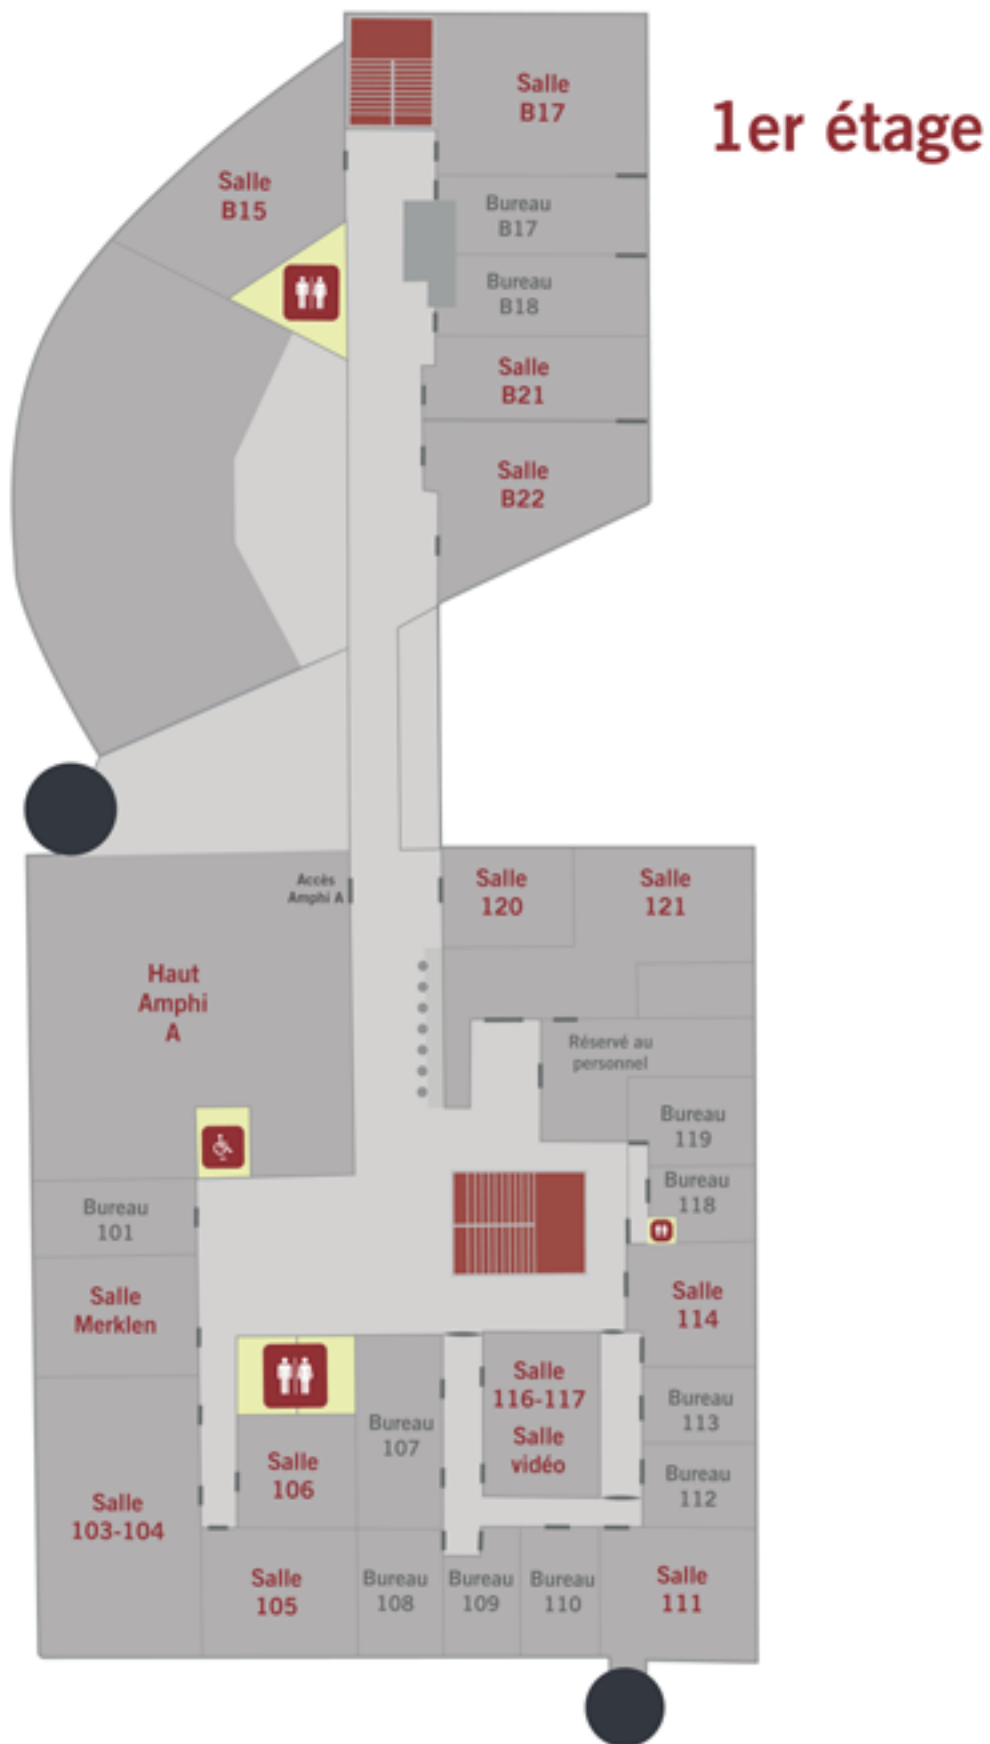 1er étage
Salle
B17
Salle
B15
Bureau
B17
Bureau
B18
Salle
B21
Salle
B22
Accès
Amphi A
Salle
120
Salle
121
Haut
Amphi
A
Réservé au
personnel
Bureau
119
Bureau
118
Bureau
101
Salle
Merklen
Salle
114
Salle
116-117
Salle
vidéo
Bureau
113
Bureau
107
Salle
106
Bureau
112
Salle
103-104
Salle
105
Bureau
108
Bureau
109
Bureau
110
Salle
111